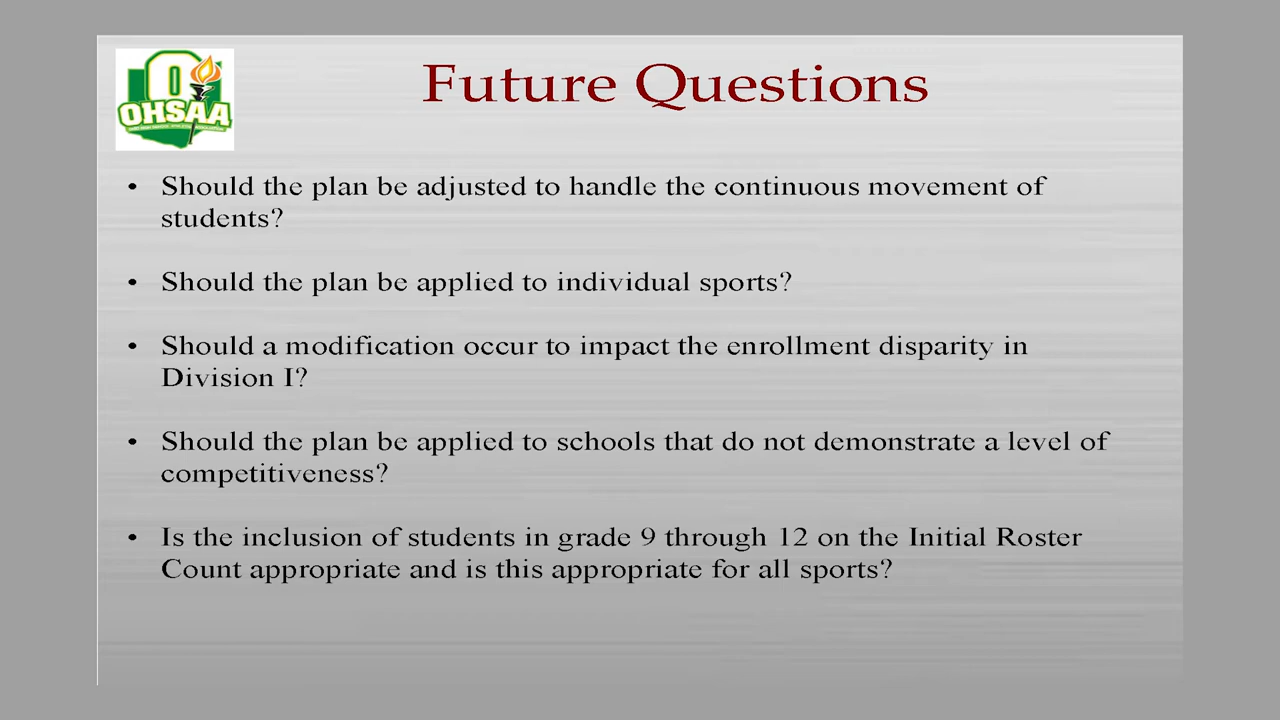 OHSAA
Future Questions
• Should the plan be adjusted to handle the continuous movement of
students?
• Should the plan be applied to individual sports?
• Should a modification occur to impact the enrollment disparity in
Division I?
• Should the plan be applied to schools that do not demonstrate a level of
competitiveness?
• Is the inclusion of students in grade 9 through 12 on the Initial Roster
Count appropriate and is this appropriate for all sports?